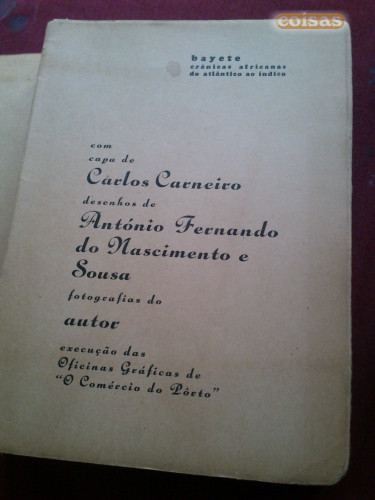 coisas
bayete
crónicas africanas
do atlântico ao índico
com
capa de
Carlos Carneiro
desenhos de
António Fernando
do Nascimento e
Sousa
fotografias do
autor
execução das
Oficinas Gráficas de
"O Comércio do Pôrto"